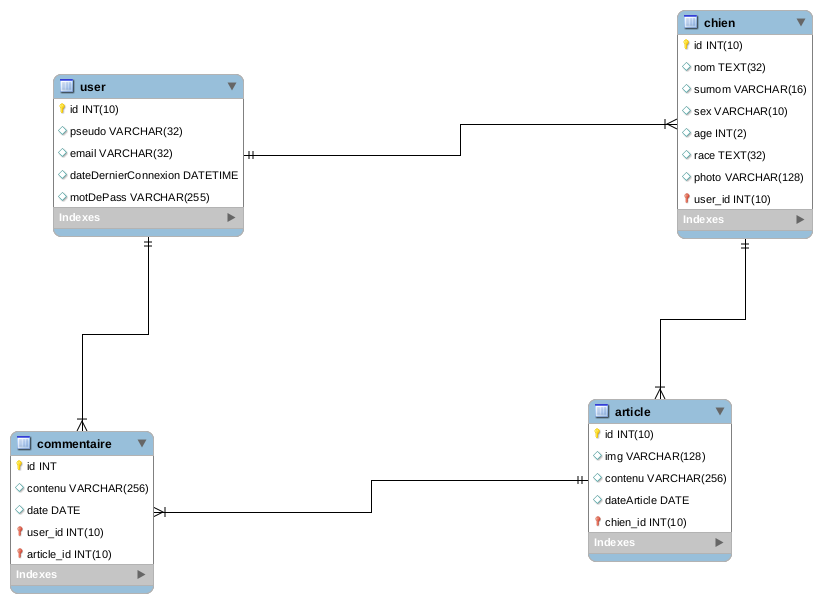 chien
id INT(10)
nom TEXT(32)
surnom VARCHAR(16)
sex VARCHAR(10)
age INT(2)
race TEXT(32)
photo VARCHAR(128)
user_id INT(10)
Indexes
user
id INT(10)
pseudo VARCHAR(32)
email VARCHAR(32)
dateDernierConnexion DATETIME
motDePass VARCHAR(255)
Indexes
article
id INT(10)
img VARCHAR(128)
contenu VARCHAR(256)
dateArticle DATE
chien_id INT(10)
Indexes
commentaire
id INT
contenu VARCHAR(256)
date DATE
user_id INT(10)
article_id INT(10)
Indexes